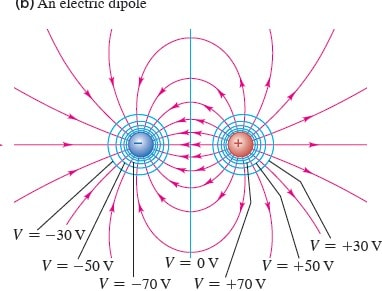 (b) An electric dipole
−
+
V = −30 V
V = +30 V
V = −50 V
V = 0 V
V = +50 V
V = −70 V
V = +70 V